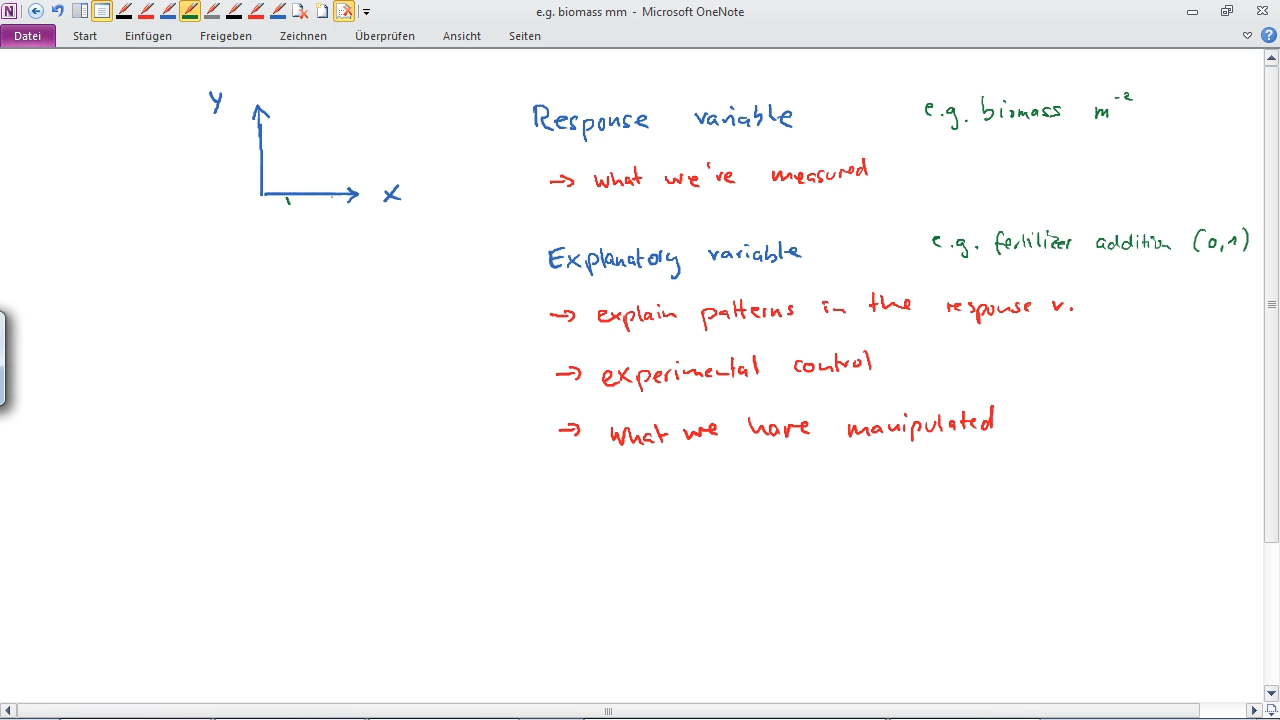 e.g. biomass mm - Microsoft OneNote
Datei Start Einfügen Freigeben Zeichnen Überprüfen Ansicht Seiten
Y
X
Response variable e.g. biomass m⁻²
→ what we've measured
Explanatory variable e.g. fertilizer addition (0,1)
→ explain patterns in the response v.
→ experimental control
→ what we have manipulated